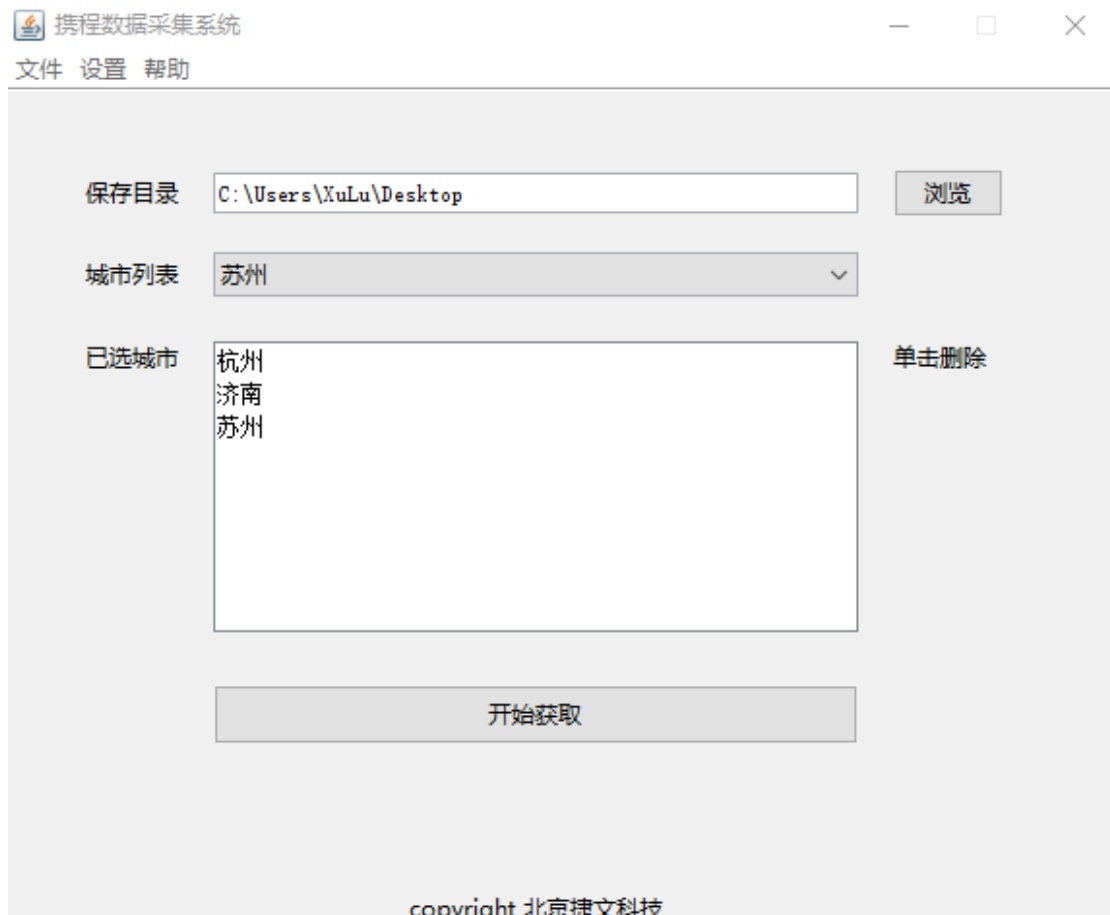 携程数据采集系统
文件 设置 帮助
保存目录 C:\Users\XuLu\Desktop 浏览
城市列表 苏州
已选城市 杭州 单击删除
济南
苏州
开始获取
copyright 北京捷文科技